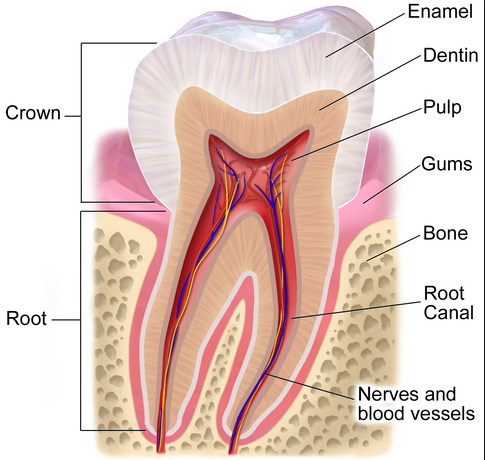 Enamel
Dentin
Crown
Pulp
Gums
Bone
Root
Root
Canal
Nerves and
blood vessels